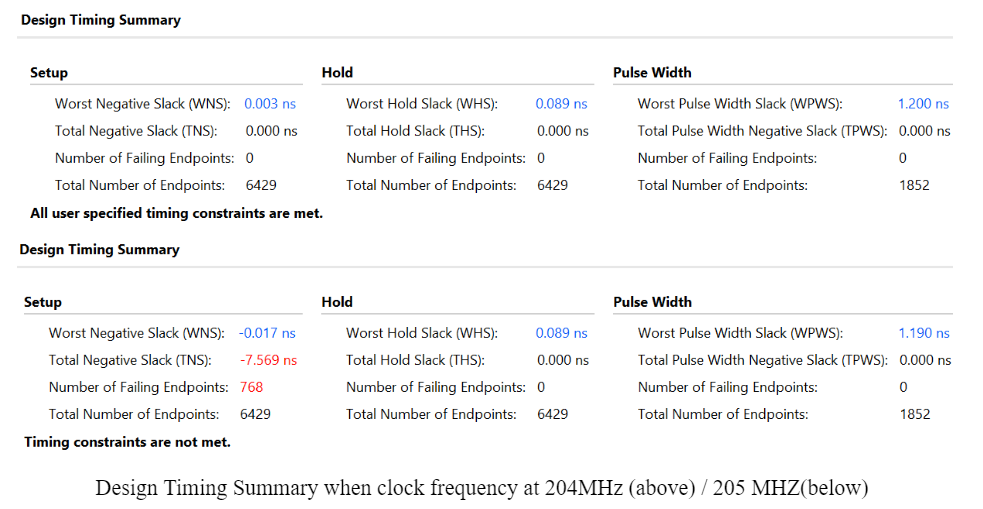 Design Timing Summary
Setup Hold Pulse Width
Worst Negative Slack (WNS): 0.003 ns Worst Hold Slack (WHS): 0.089 ns Worst Pulse Width Slack (WPWS): 1.200 ns
Total Negative Slack (TNS): 0.000 ns Total Hold Slack (THS): 0.000 ns Total Pulse Width Negative Slack (TPWS): 0.000 ns
Number of Failing Endpoints: 0 Number of Failing Endpoints: 0 Number of Failing Endpoints: 0
Total Number of Endpoints: 6429 Total Number of Endpoints: 6429 Total Number of Endpoints: 1852
All user specified timing constraints are met.
Design Timing Summary
Setup Hold Pulse Width
Worst Negative Slack (WNS): -0.017 ns Worst Hold Slack (WHS): 0.089 ns Worst Pulse Width Slack (WPWS): 1.190 ns
Total Negative Slack (TNS): -7.569 ns Total Hold Slack (THS): 0.000 ns Total Pulse Width Negative Slack (TPWS): 0.000 ns
Number of Failing Endpoints: 768 Number of Failing Endpoints: 0 Number of Failing Endpoints: 0
Total Number of Endpoints: 6429 Total Number of Endpoints: 6429 Total Number of Endpoints: 1852
Timing constraints are not met.
Design Timing Summary when clock frequency at 204MHz (above) / 205 MHZ(below)